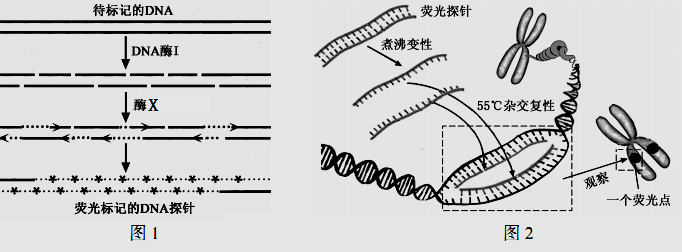 待标记的DNA
DNA酶I
酶X
荧光标记的DNA探针
图1
荧光探针
煮沸变性
55℃杂交复性
观察
一个荧光点
图2